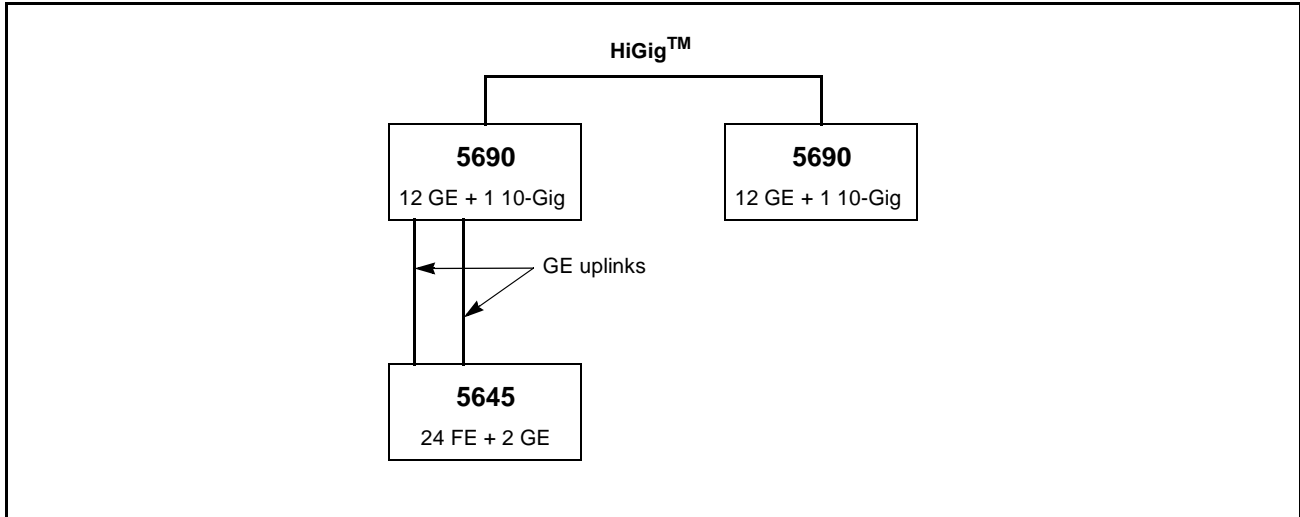 HiGig™
5690
12 GE + 1 10-Gig
5690
12 GE + 1 10-Gig
GE uplinks
5645
24 FE + 2 GE